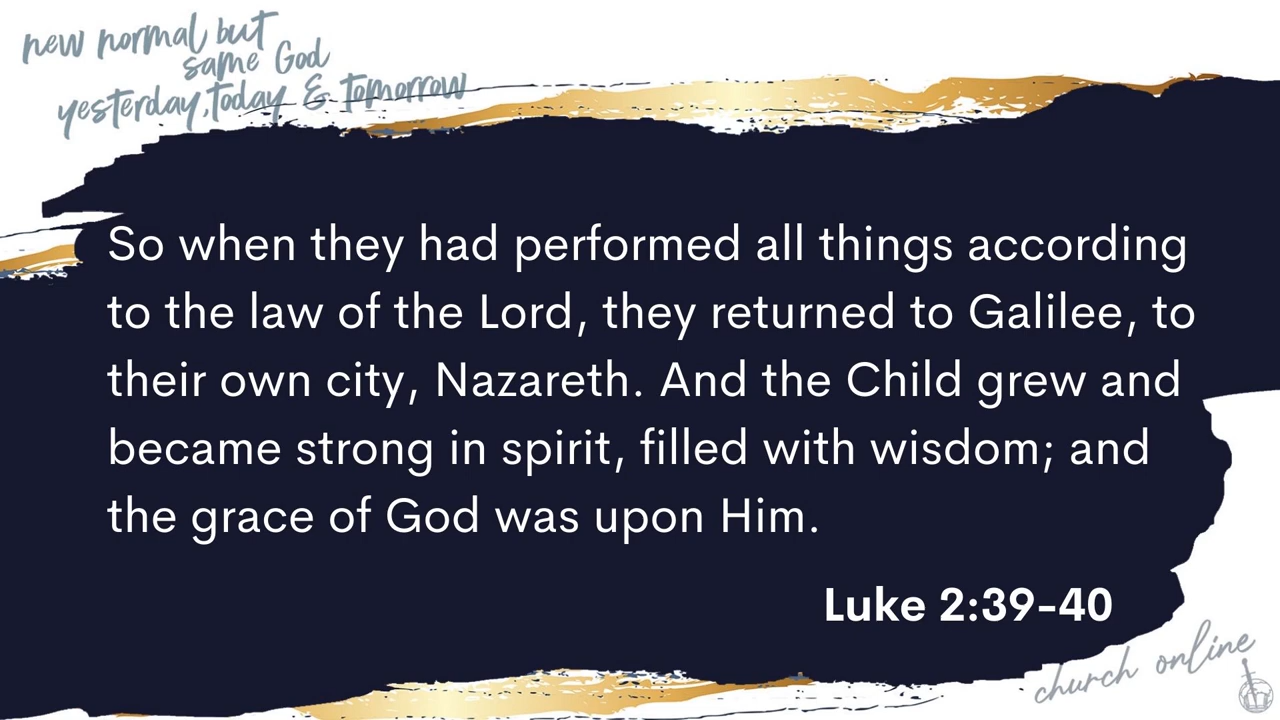 new normal but
same God
yesterday, today & tomorrow
So when they had performed all things according
to the law of the Lord, they returned to Galilee, to
their own city, Nazareth. And the Child grew and
became strong in spirit, filled with wisdom; and
the grace of God was upon Him.
Luke 2:39-40
church online